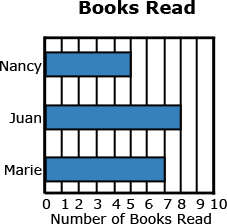 Books Read
Nancy
Juan
Marie
0 1 2 3 4 5 6 7 8 9 10
Number of Books Read